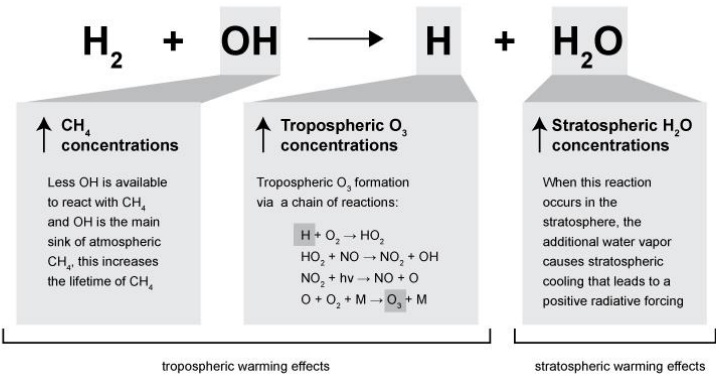 H₂ + OH → H + H₂O
↑ CH₄
concentrations
Less OH is available
to react with CH₄
and OH is the main
sink of atmospheric
CH₄, this increases
the lifetime of CH₄
↑ Tropospheric O₃
concentrations
Tropospheric O₃ formation
via a chain of reactions:
H + O₂ → HO₂
HO₂ + NO → NO₂ + OH
NO₂ + hv → NO + O
O + O₂ + M → O₃ + M
↑ Stratospheric H₂O
concentrations
When this reaction
occurs in the
stratosphere, the
additional water vapor
causes stratospheric
cooling that leads to a
positive radiative forcing
tropospheric warming effects
stratospheric warming effects